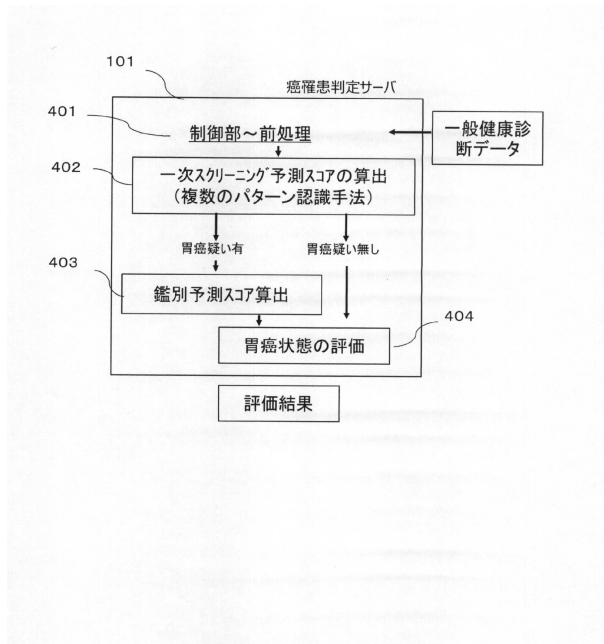 101
癌罹患判定サーバ
401
制御部～前処理
一般健康診
断データ
402
一次スクリーニング予測スコアの算出
(複数のパターン認識手法)
胃癌疑い有
胃癌疑い無し
403
鑑別予測スコア算出
404
胃癌状態の評価
評価結果